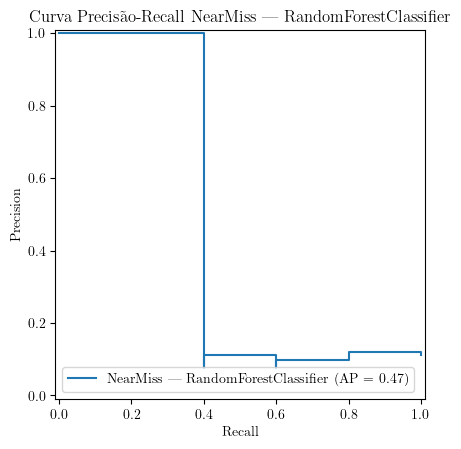 Curva Precisão-Recall NearMiss — RandomForestClassifier
1.0
0.8
0.6
0.4
0.2
0.0
Precision
NearMiss — RandomForestClassifier (AP = 0.47)
0.0 0.2 0.4 0.6 0.8 1.0
Recall